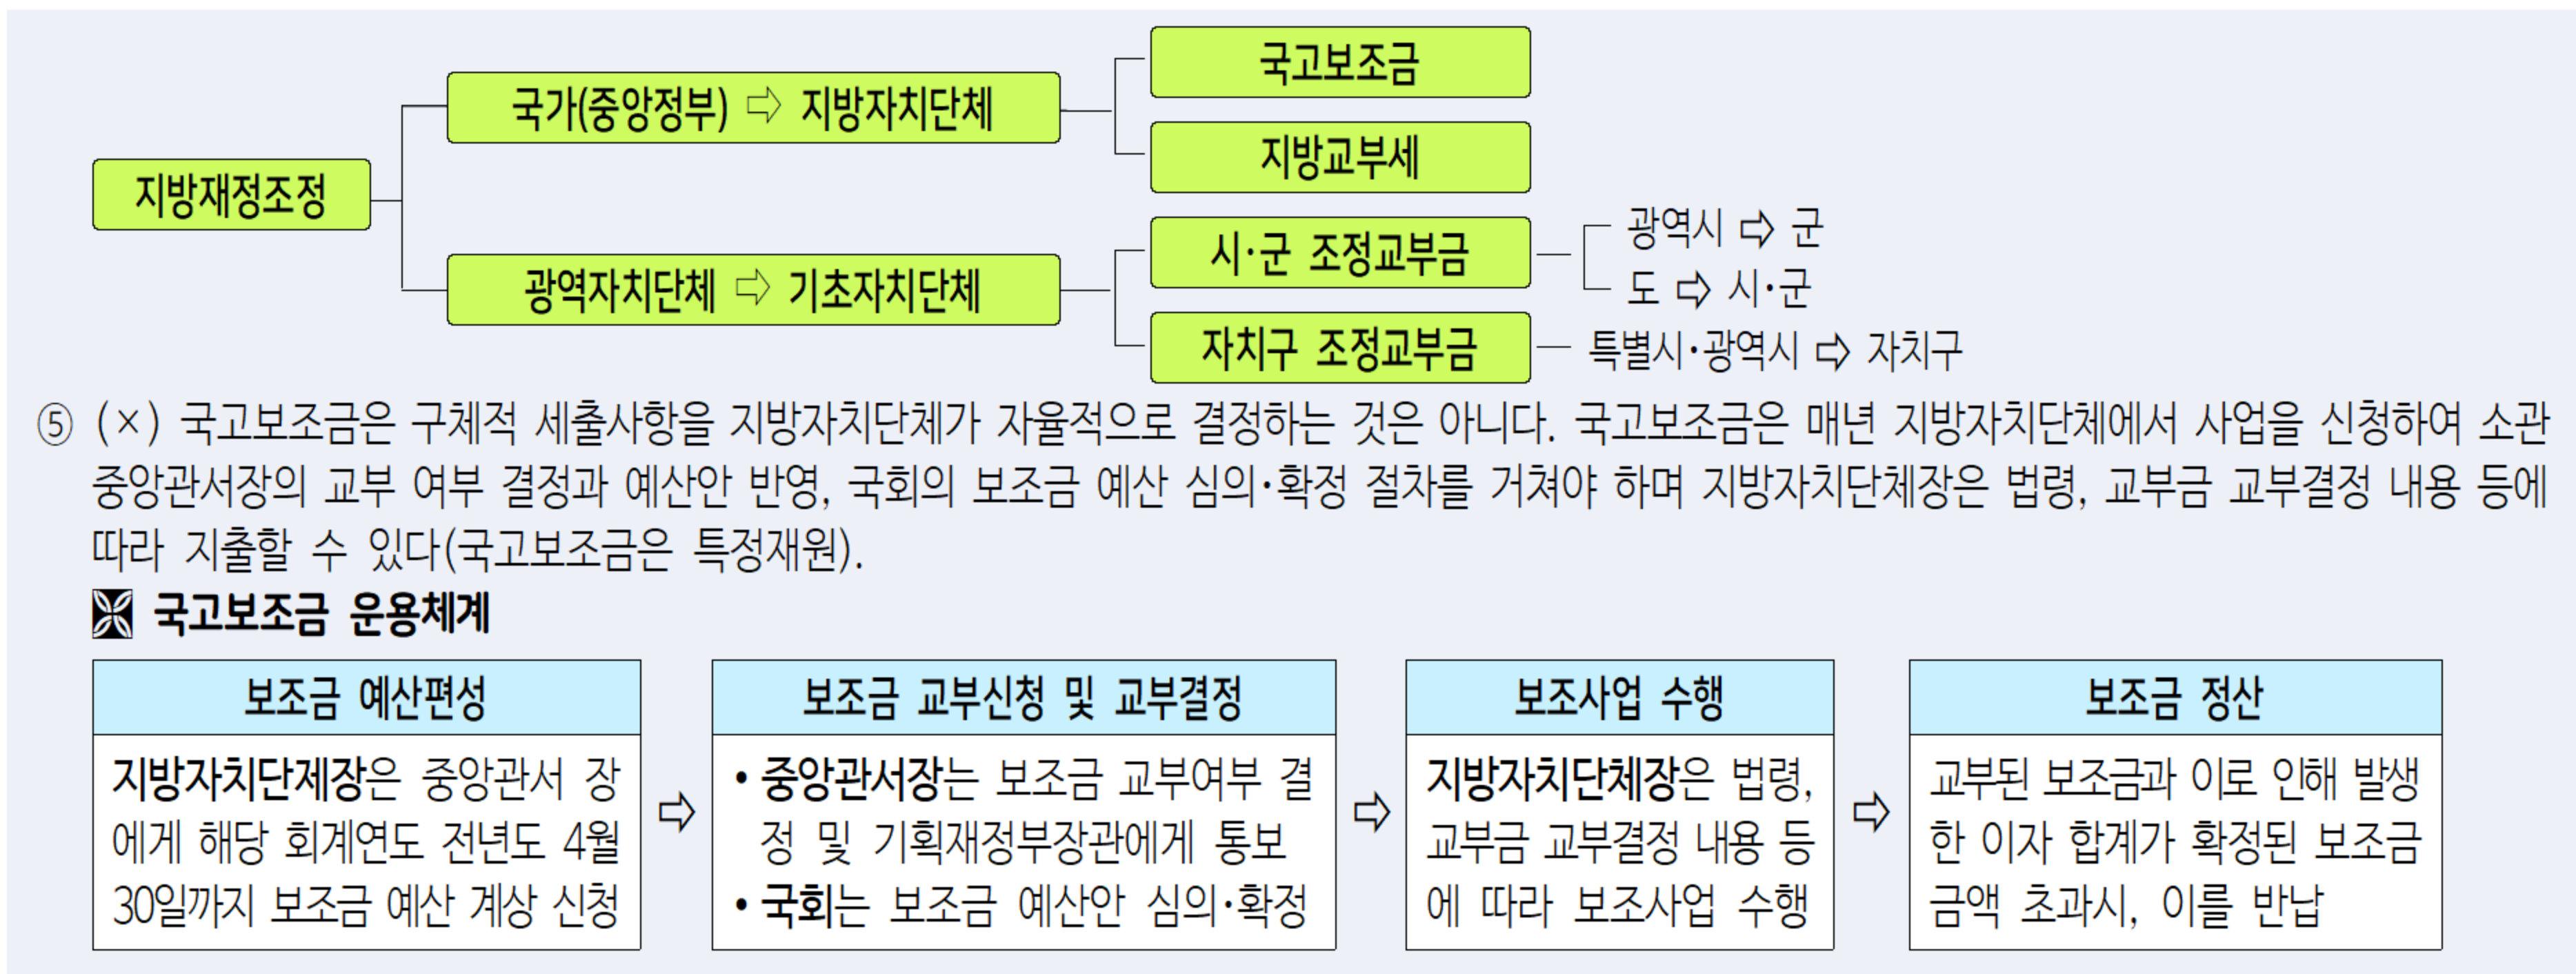 국고보조금
국가(중앙정부) ⇨ 지방자치단체
지방교부세
지방재정조정
시·군 조정교부금
광역시 ⇨ 군
도 ⇨ 시·군
광역자치단체 ⇨ 기초자치단체
자치구 조정교부금
특별시·광역시 ⇨ 자치구
⑤ (×) 국고보조금은 구체적 세출사항을 지방자치단체가 자율적으로 결정하는 것은 아니다. 국고보조금은 매년 지방자치단체에서 사업을 신청하여 소관
중앙관서장의 교부 여부 결정과 예산안 반영, 국회의 보조금 예산 심의·확정 절차를 거쳐야 하며 지방자치단체장은 법령, 교부금 교부결정 내용 등에
따라 지출할 수 있다(국고보조금은 특정재원).
국고보조금 운용체계
보조금 예산편성
지방자치단제장은 중앙관서 장
에게 해당 회계연도 전년도 4월
30일까지 보조금 예산 계상 신청
⇨
보조금 교부신청 및 교부결정
• 중앙관서장는 보조금 교부여부 결
정 및 기획재정부장관에게 통보
• 국회는 보조금 예산안 심의·확정
⇨
보조사업 수행
지방자치단체장은 법령,
교부금 교부결정 내용 등
에 따라 보조사업 수행
⇨
보조금 정산
교부된 보조금과 이로 인해 발생
한 이자 합계가 확정된 보조금
금액 초과시, 이를 반납